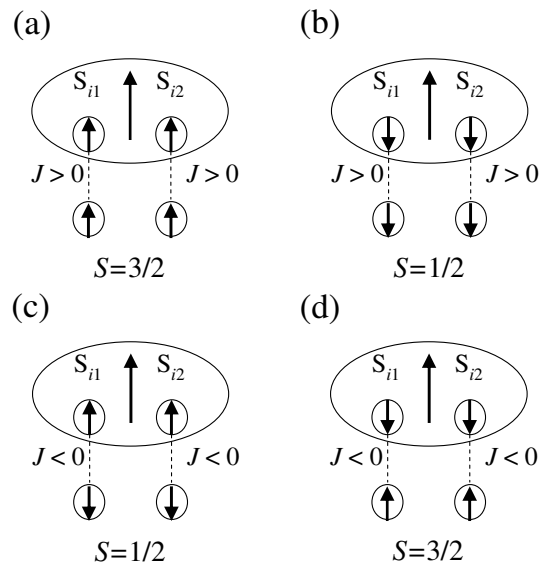 (a) (b)
S_{i1} S_{i2} S_{i1} S_{i2}
J > 0 J > 0 J > 0 J > 0
S=3/2 S=1/2
(c) (d)
S_{i1} S_{i2} S_{i1} S_{i2}
J < 0 J < 0 J < 0 J < 0
S=1/2 S=3/2